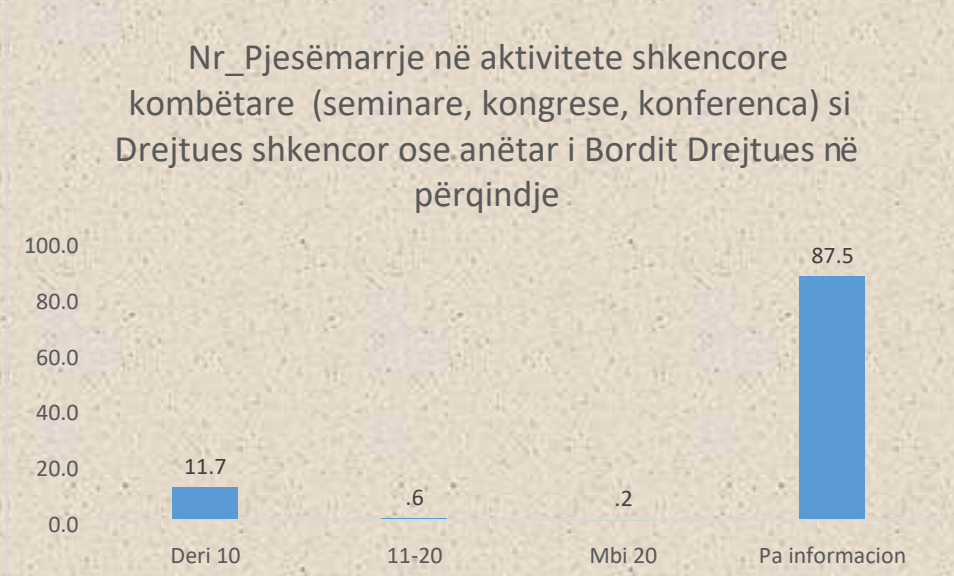 Nr_Pjesëmarrje në aktivitete shkencore
kombëtare (seminare, kongrese, konferenca) si
Drejtues shkencor ose anëtar i Bordit Drejtues në
përqindje
100.0
80.0
60.0
40.0
20.0
0.0
11.7
.6
.2
87.5
Deri 10
11-20
Mbi 20
Pa informacion